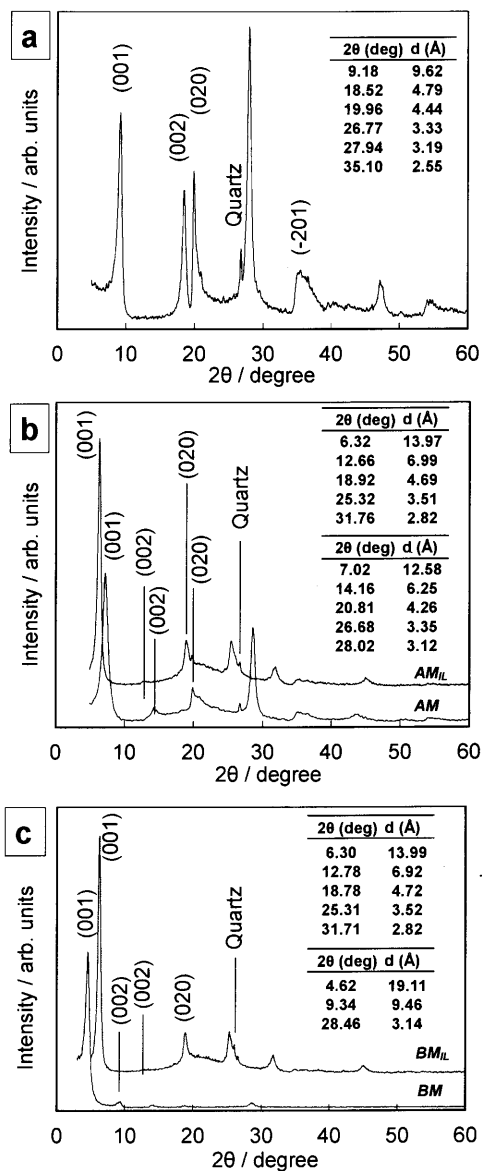 a
Intensity / arb. units
(001)
(002)
(020)
Quartz
(-201)
2θ (deg) d (Å)
9.18 9.62
18.52 4.79
19.96 4.44
26.77 3.33
27.94 3.19
35.10 2.55
0 10 20 30 40 50 60
2θ / degree
b
Intensity / arb. units
(001)
(001)
(002)
(002)
(020)
(020)
Quartz
2θ (deg) d (Å)
6.32 13.97
12.66 6.99
18.92 4.69
25.32 3.51
31.76 2.82
2θ (deg) d (Å)
7.02 12.58
14.16 6.25
20.81 4.26
26.68 3.35
28.02 3.12
AM_IL
AM
0 10 20 30 40 50 60
2θ / degree
c
Intensity / arb. units
(001)
(001)
(002)
(002)
(020)
Quartz
2θ (deg) d (Å)
6.30 13.99
12.78 6.92
18.78 4.72
25.31 3.52
31.71 2.82
2θ (deg) d (Å)
4.62 19.11
9.34 9.46
28.46 3.14
BM_IL
BM
0 10 20 30 40 50 60
2θ / degree